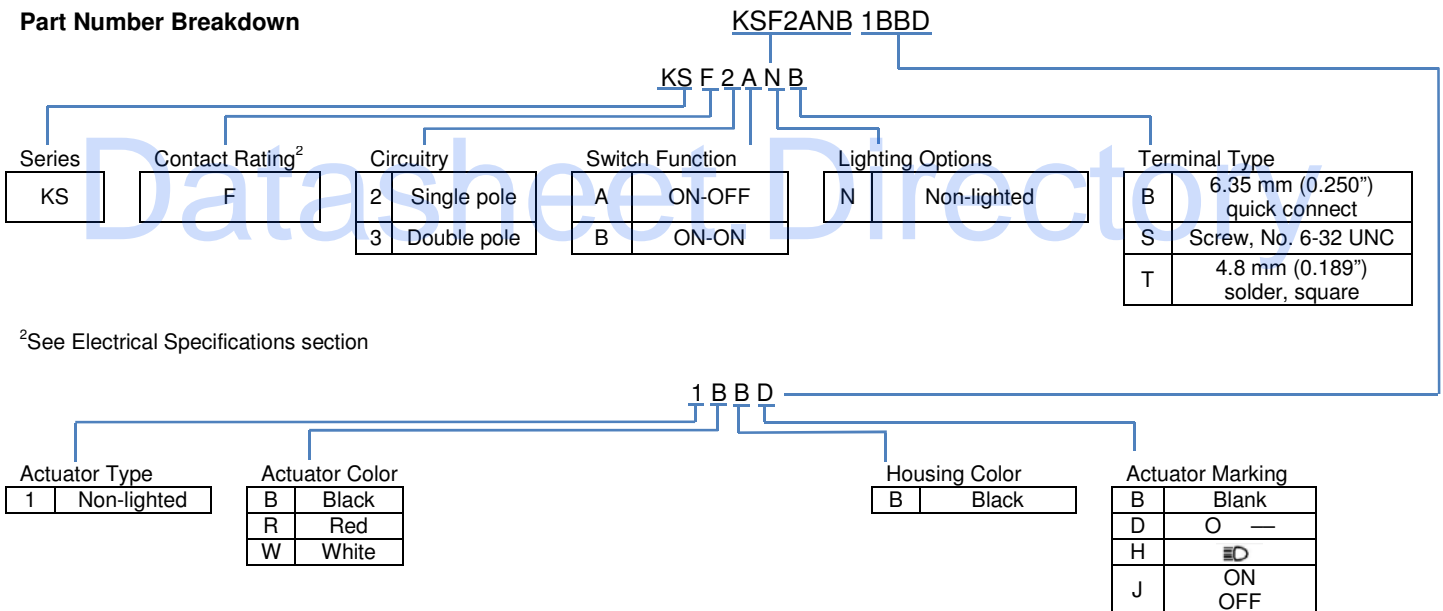 Part Number Breakdown
KSF2ANB 1BBD
KS F 2 A N B
Series
KS
Contact Rating2
F
Circuitry
2 Single pole
3 Double pole
Switch Function
A ON-OFF
B ON-ON
Lighting Options
N Non-lighted
Terminal Type
B 6.35 mm (0.250”)
quick connect
S Screw, No. 6-32 UNC
T 4.8 mm (0.189”)
solder, square
Datasheet.Directory
2See Electrical Specifications section
1 B B D
Actuator Type
1 Non-lighted
Actuator Color
B Black
R Red
W White
Housing Color
B Black
Actuator Marking
B Blank
D O —
H
J ON
OFF